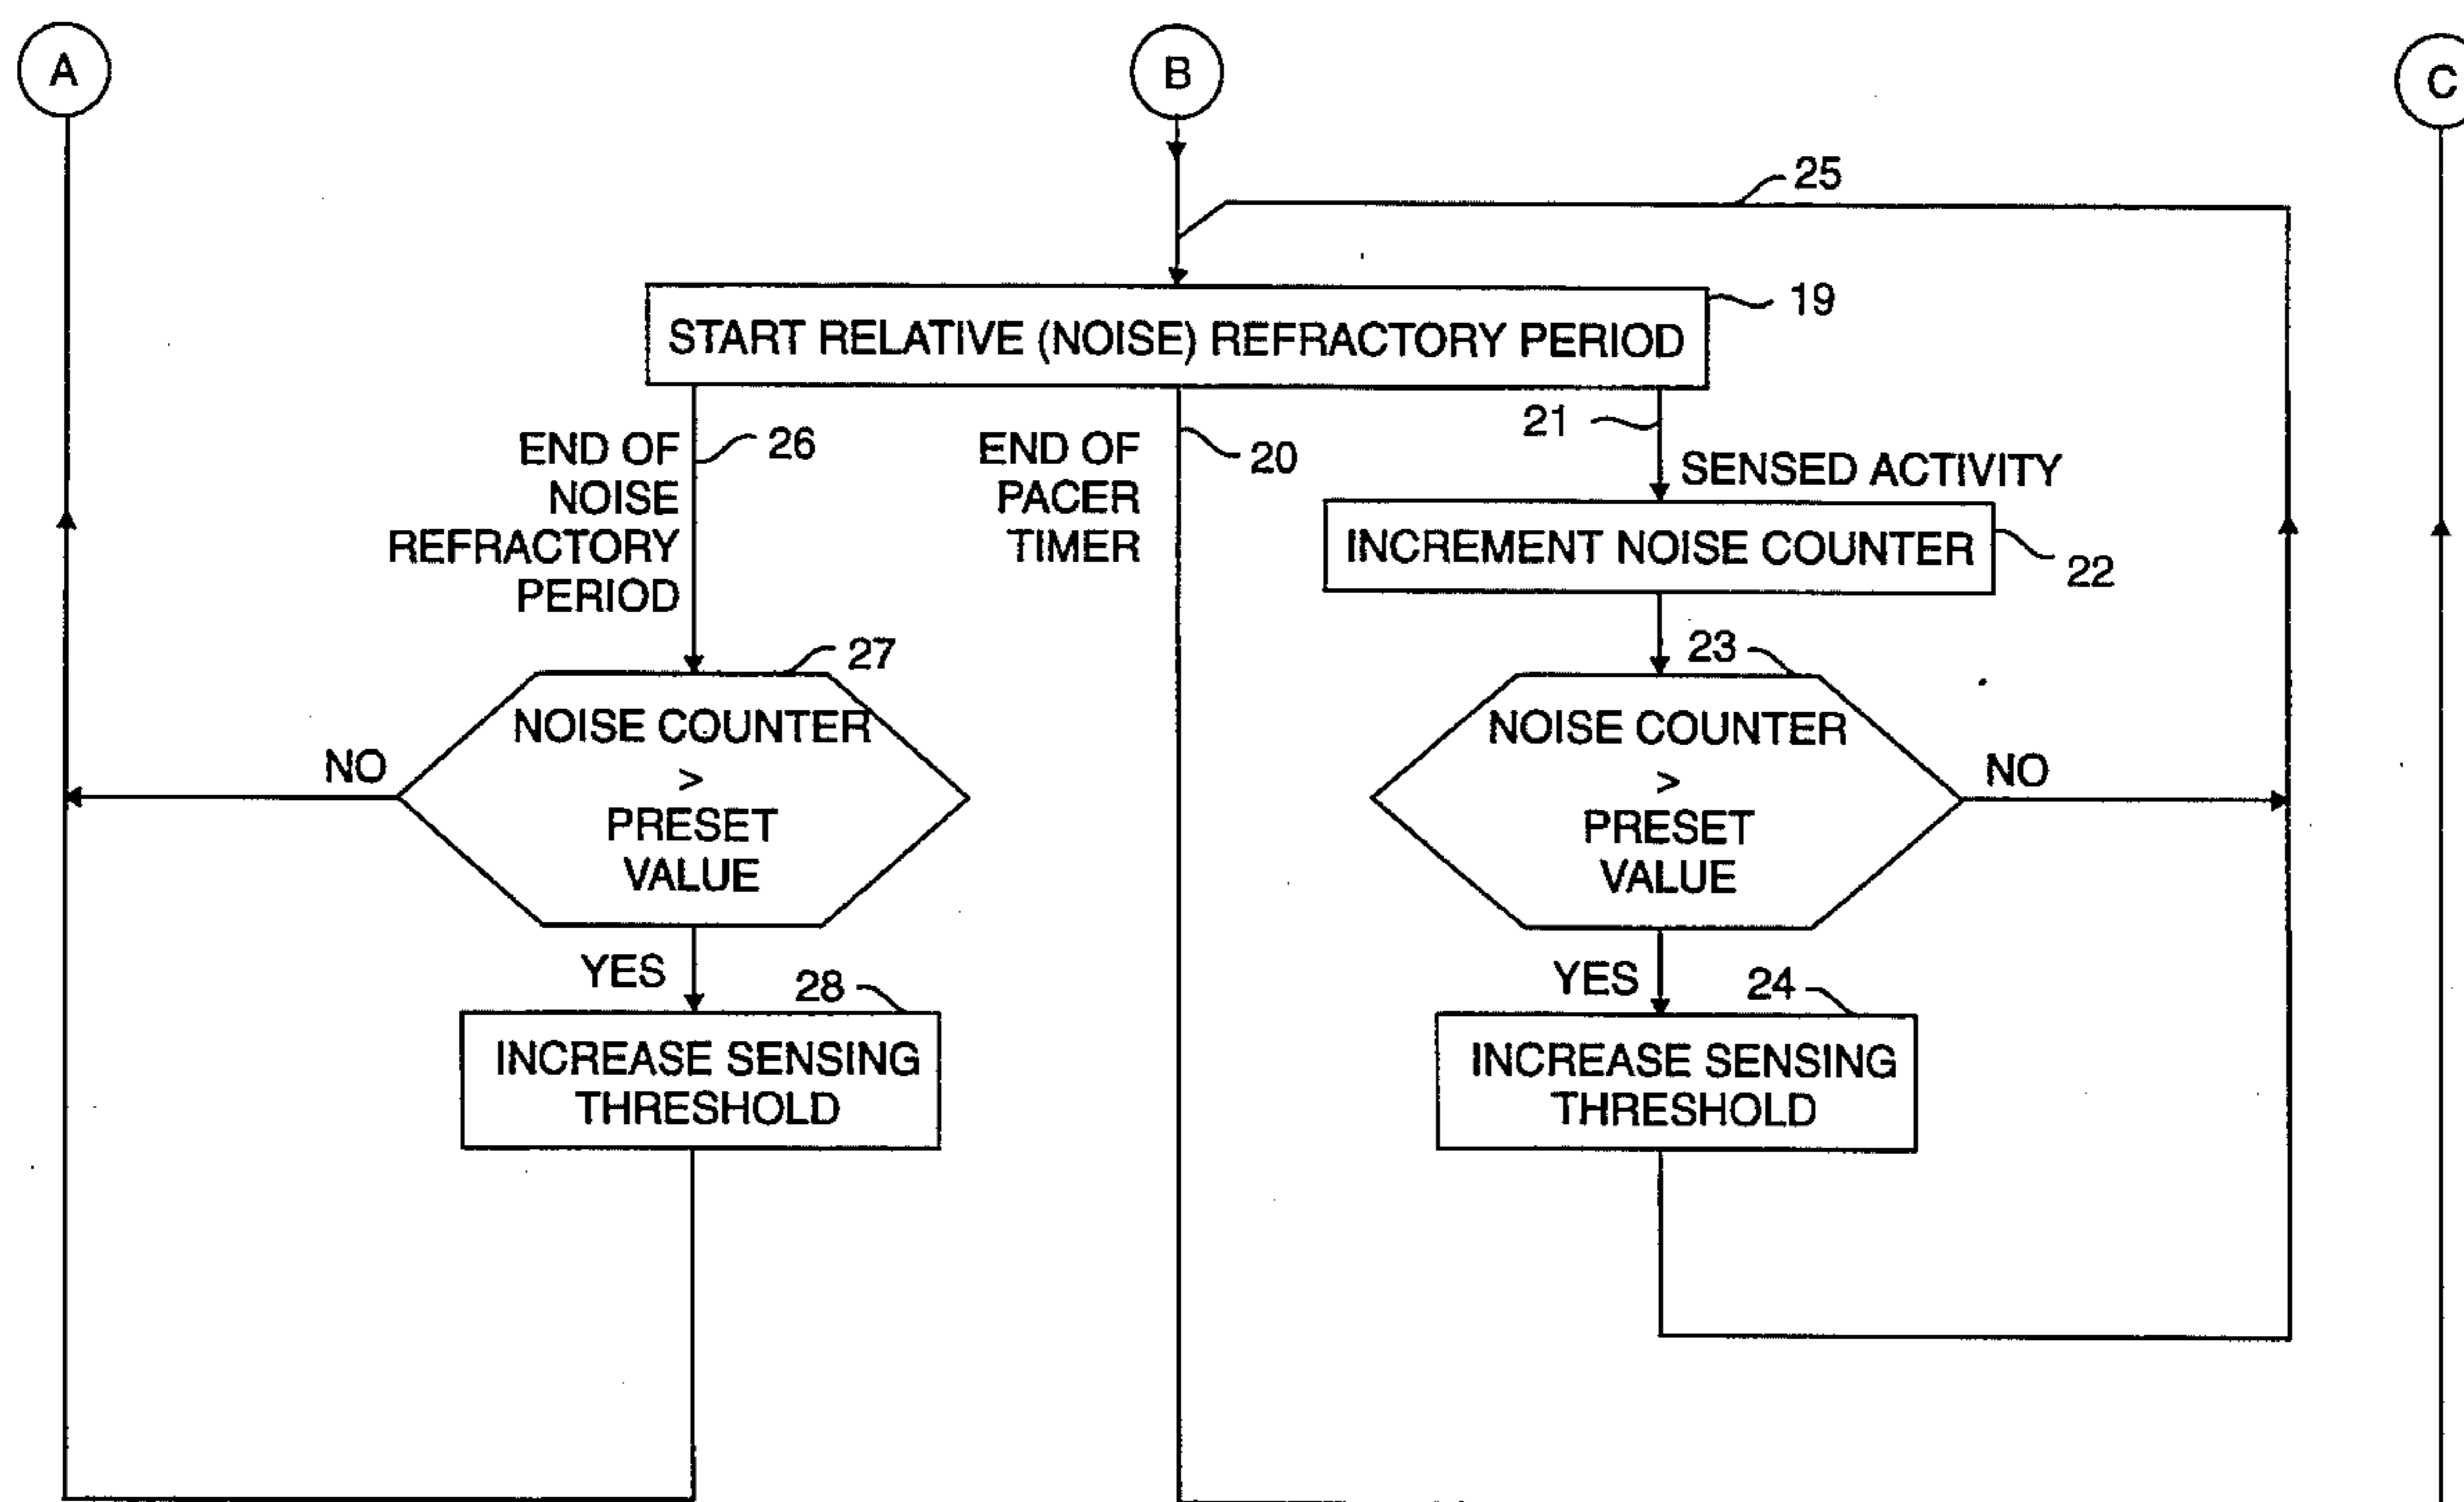 A
B
C
25
START RELATIVE (NOISE) REFRACTORY PERIOD
19
END OF
NOISE
REFRACTORY
PERIOD
26
END OF
PACER
TIMER
20
21
SENSED ACTIVITY
INCREMENT NOISE COUNTER
22
27
NOISE COUNTER
>
PRESET
VALUE
NO
YES
28
INCREASE SENSING
THRESHOLD
23
NOISE COUNTER
>
PRESET
VALUE
NO
YES
24
INCREASE SENSING
THRESHOLD